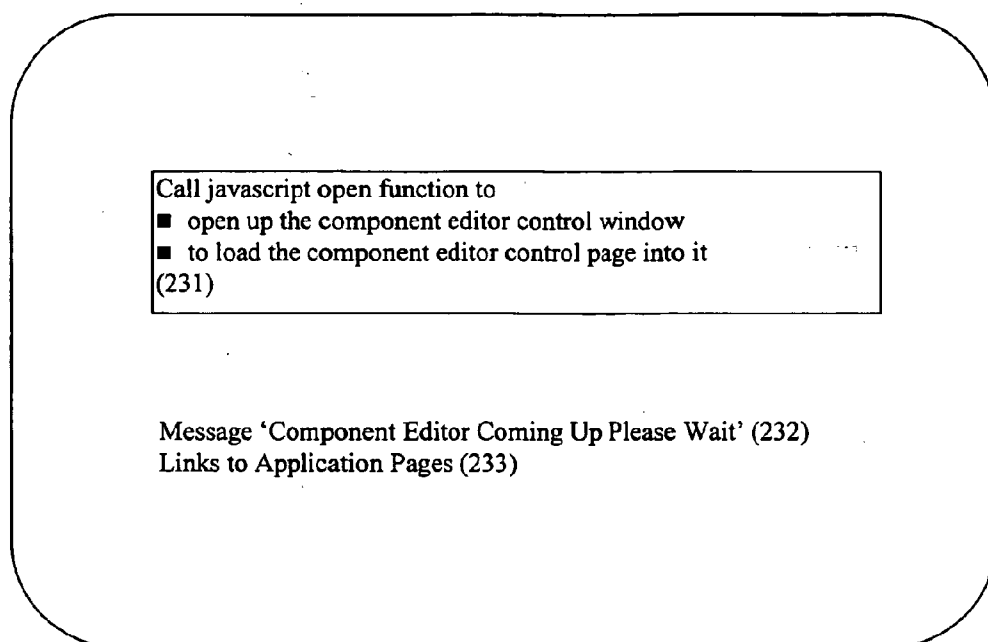 Call javascript open function to
■ open up the component editor control window
■ to load the component editor control page into it
(231)
Message ‘Component Editor Coming Up Please Wait’ (232)
Links to Application Pages (233)